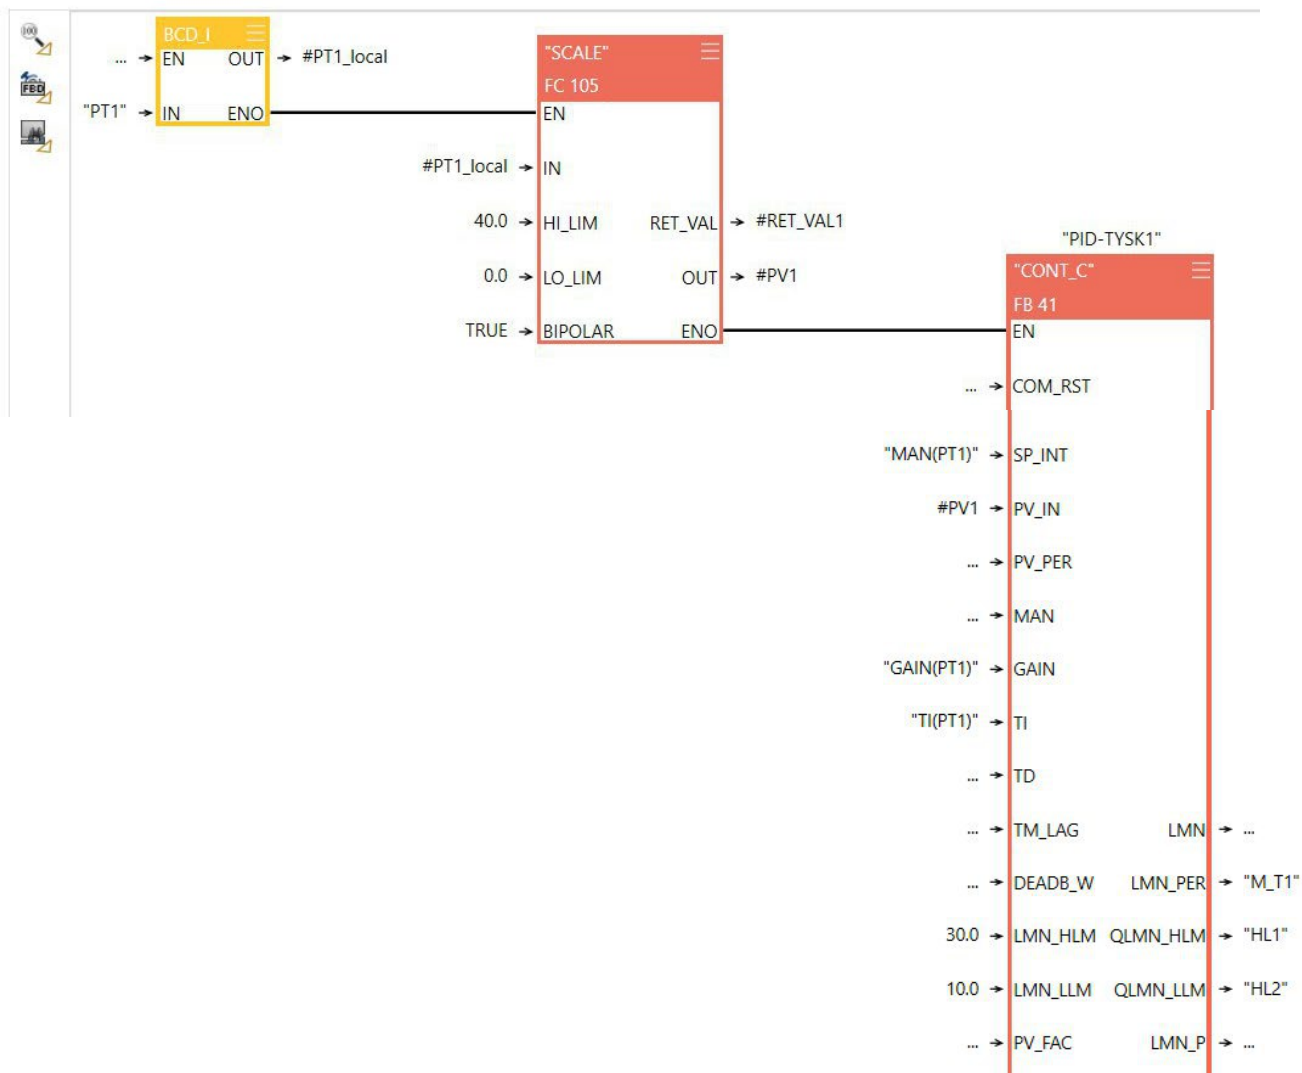 100
BCD_I
... EN OUT #PT1_local
"PT1" IN ENO
FBD
"SCALE"
FC 105
EN
#PT1_local IN
40.0 HI_LIM RET_VAL #RET_VAL1
0.0 LO_LIM OUT #PV1
TRUE BIPOLAR ENO
"PID-TYSK1"
"CONT_C"
FB 41
EN
... COM_RST
"MAN(PT1)" SP_INT
#PV1 PV_IN
... PV_PER
... MAN
"GAIN(PT1)" GAIN
"TI(PT1)" TI
... TD
... TM_LAG LMN ...
... DEADB_W LMN_PER "M_T1"
30.0 LMN_HLM QLMN_HLM "HL1"
10.0 LMN_LLM QLMN_LLM "HL2"
... PV_FAC LMN_P ...